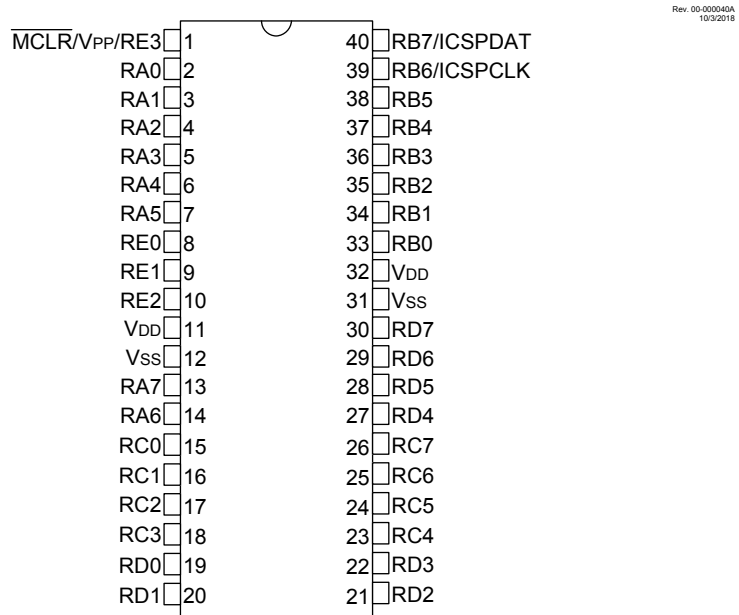 Rev. 00-000040A
10/3/2018
MCLR/VPP/RE3 1 40 RB7/ICSPDAT
RA0 2 39 RB6/ICSPCLK
RA1 3 38 RB5
RA2 4 37 RB4
RA3 5 36 RB3
RA4 6 35 RB2
RA5 7 34 RB1
RE0 8 33 RB0
RE1 9 32 VDD
RE2 10 31 VSS
VDD 11 30 RD7
VSS 12 29 RD6
RA7 13 28 RD5
RA6 14 27 RD4
RC0 15 26 RC7
RC1 16 25 RC6
RC2 17 24 RC5
RC3 18 23 RC4
RD0 19 22 RD3
RD1 20 21 RD2